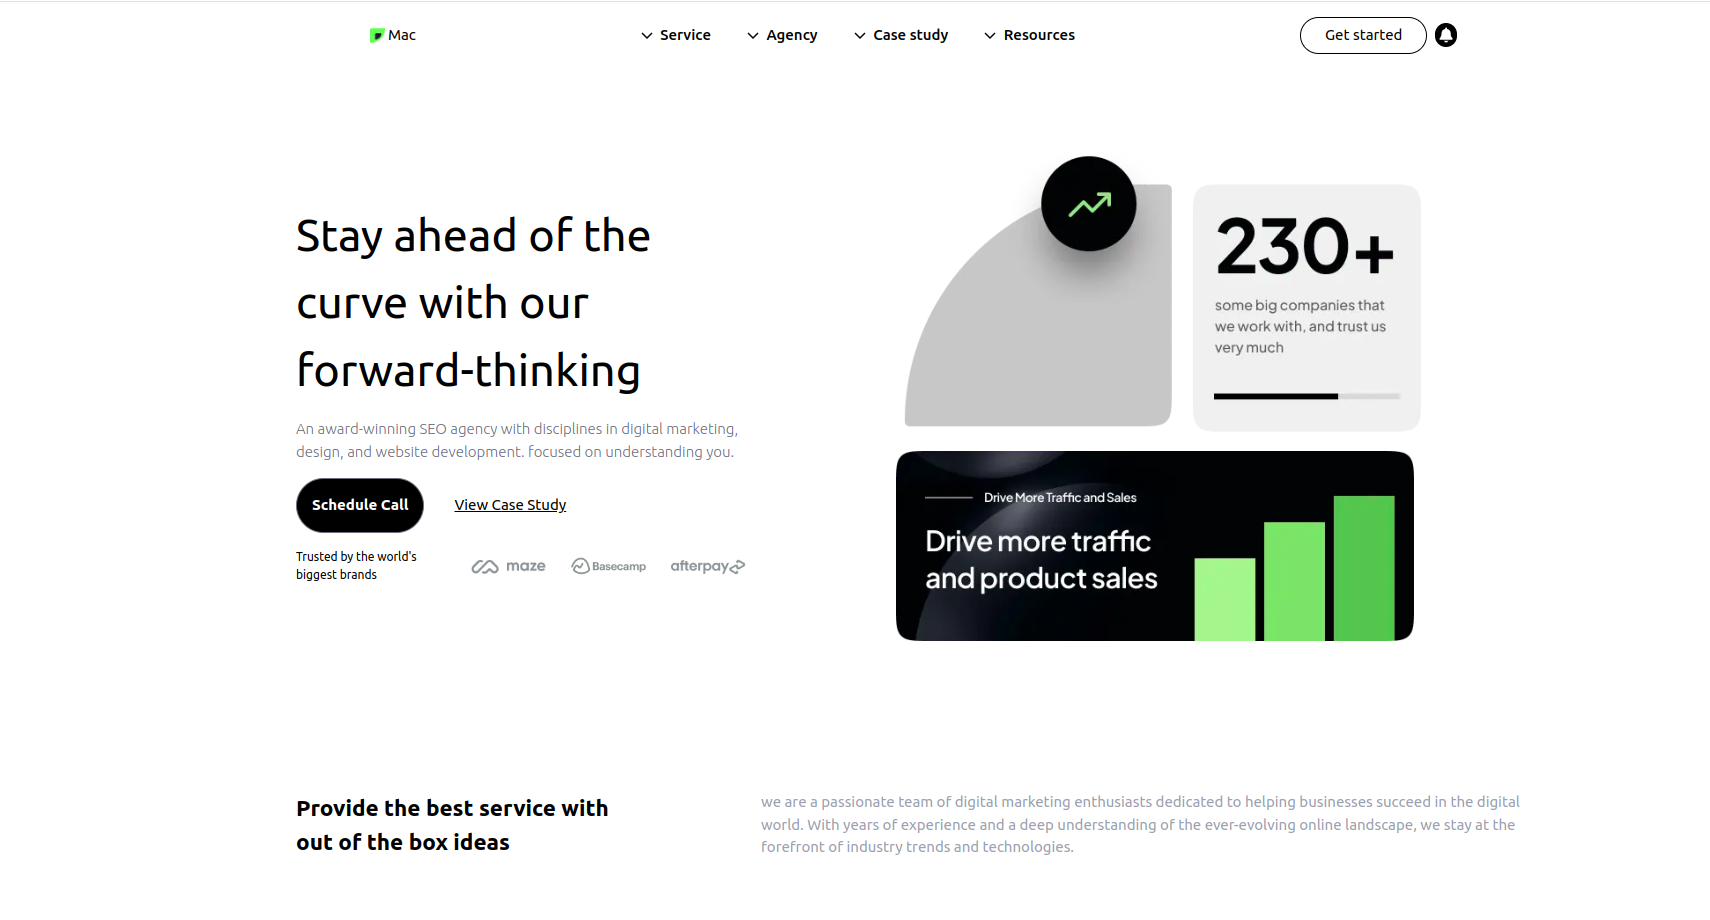 Mac
Service
Agency
Case study
Resources
Get started
Stay ahead of the
curve with our
forward-thinking
An award-winning SEO agency with disciplines in digital marketing,
design, and website development. focused on understanding you.
Schedule Call
View Case Study
Trusted by the world's
biggest brands
maze
Basecamp
afterpay
230+
some big companies that
we work with, and trust us
very much
Drive More Traffic and Sales
Drive more traffic
and product sales
Provide the best service with
out of the box ideas
we are a passionate team of digital marketing enthusiasts dedicated to helping businesses succeed in the digital
world. With years of experience and a deep understanding of the ever-evolving online landscape, we stay at the
forefront of industry trends and technologies.